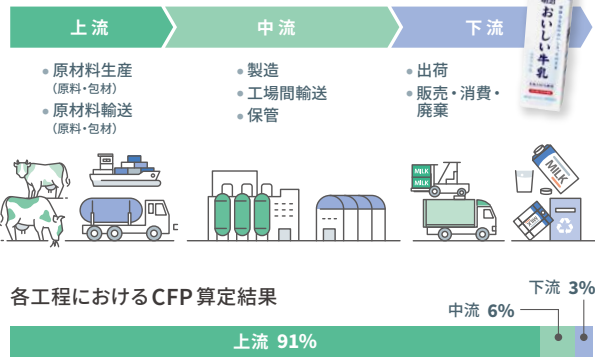 上流
中流
下流
おいしい牛乳
原材料生産
(原料・包材)
原材料輸送
(原料・包材)
製造
工場間輸送
保管
出荷
販売・消費・
廃棄
MILK
MILK
MILK
各工程におけるCFP算定結果
下流 3%
中流 6%
上流 91%